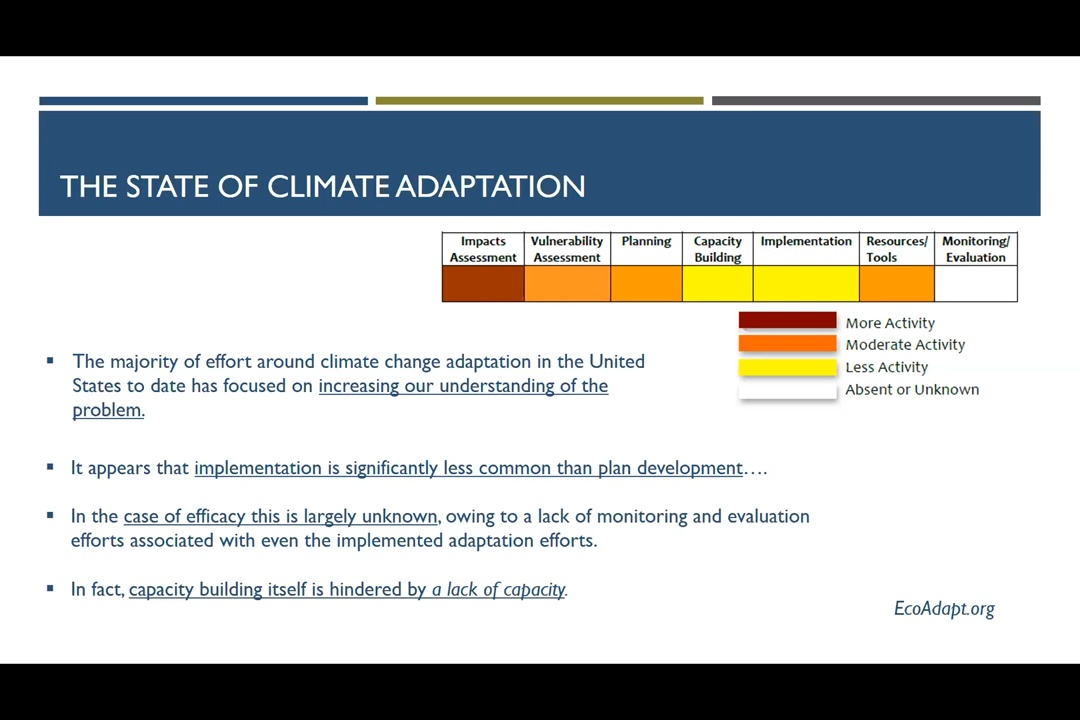 THE STATE OF CLIMATE ADAPTATION
Impacts Assessment
Vulnerability Assessment
Planning
Capacity Building
Implementation
Resources/ Tools
Monitoring/ Evaluation
More Activity
Moderate Activity
Less Activity
Absent or Unknown
▪ The majority of effort around climate change adaptation in the United
States to date has focused on increasing our understanding of the
problem.
▪ It appears that implementation is significantly less common than plan development….
▪ In the case of efficacy this is largely unknown, owing to a lack of monitoring and evaluation
efforts associated with even the implemented adaptation efforts.
▪ In fact, capacity building itself is hindered by a lack of capacity.
EcoAdapt.org